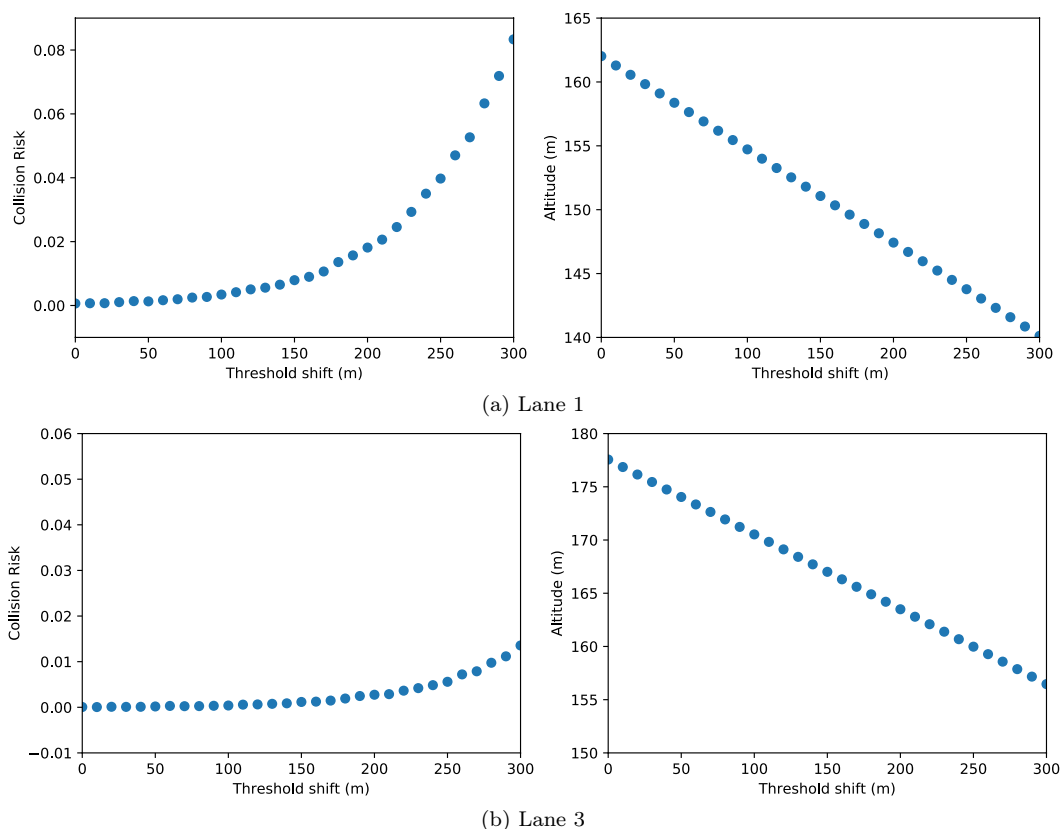 0.08
0.06
0.04
0.02
0.00
Collision Risk
0 50 100 150 200 250 300
Threshold shift (m)
165
160
155
150
145
140
Altitude (m)
0 50 100 150 200 250 300
Threshold shift (m)
(a) Lane 1
0.06
0.05
0.04
0.03
0.02
0.01
0.00
−0.01
Collision Risk
0 50 100 150 200 250 300
Threshold shift (m)
180
175
170
165
160
155
150
Altitude (m)
0 50 100 150 200 250 300
Threshold shift (m)
(b) Lane 3